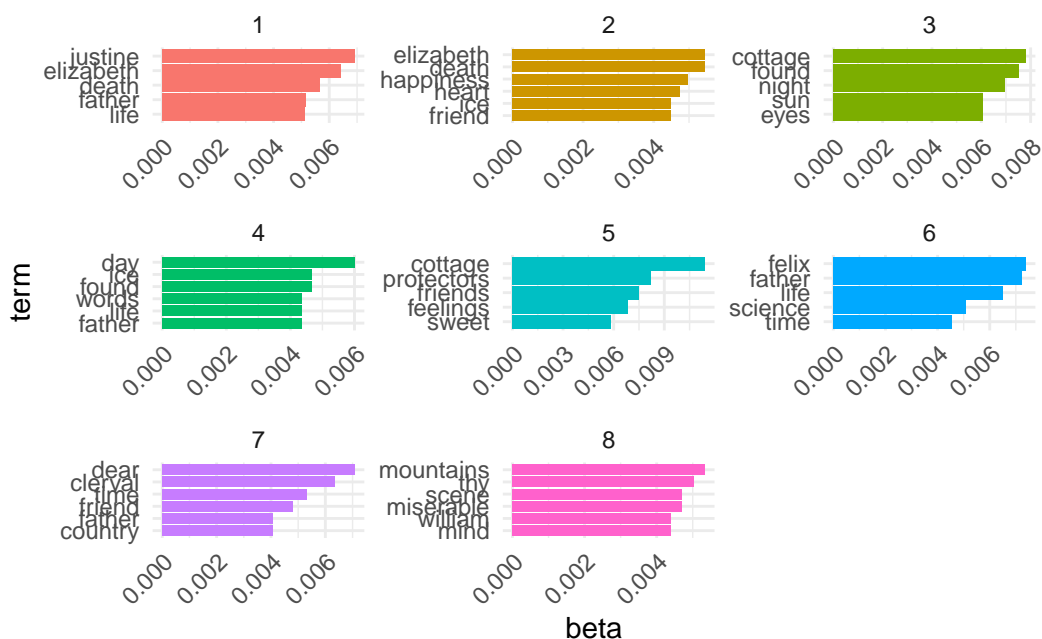 1
justine
elizabeth
death
father
life
0.000
0.002
0.004
0.006
2
elizabeth
death
happiness
heart
ice
friend
0.000
0.002
0.004
3
cottage
found
night
sun
eyes
0.000
0.002
0.004
0.006
0.008
term
4
day
ice
found
words
life
father
0.000
0.002
0.004
0.006
5
cottage
protectors
friends
feelings
sweet
0.000
0.003
0.006
0.009
6
felix
father
life
science
time
0.000
0.002
0.004
0.006
7
dear
clerval
time
friend
father
country
0.000
0.002
0.004
0.006
8
mountains
thy
scene
miserable
william
mind
0.000
0.002
0.004
beta